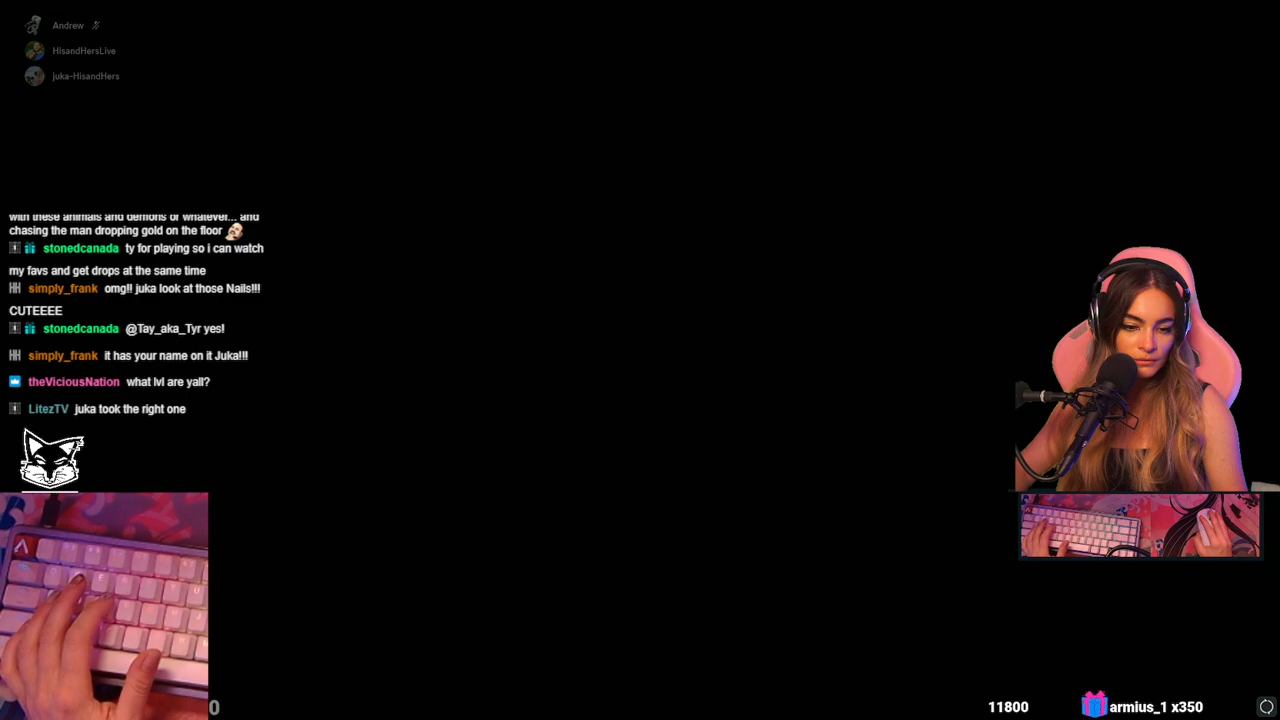 Andrew
HisandHersLive
juka-HisandHers
with these animals and demons or whatever... and
chasing the man dropping gold on the floor
stonedcanada ty for playing so i can watch
my favs and get drops at the same time
simply_frank omg!! juka look at those Nails!!!
CUTEEEE
stonedcanada @Tay_aka_Tyr yes!
simply_frank it has your name on it Juka!!!
theViciousNation what lvl are yall?
LitezTV juka took the right one
0
11800
armius_1 x350